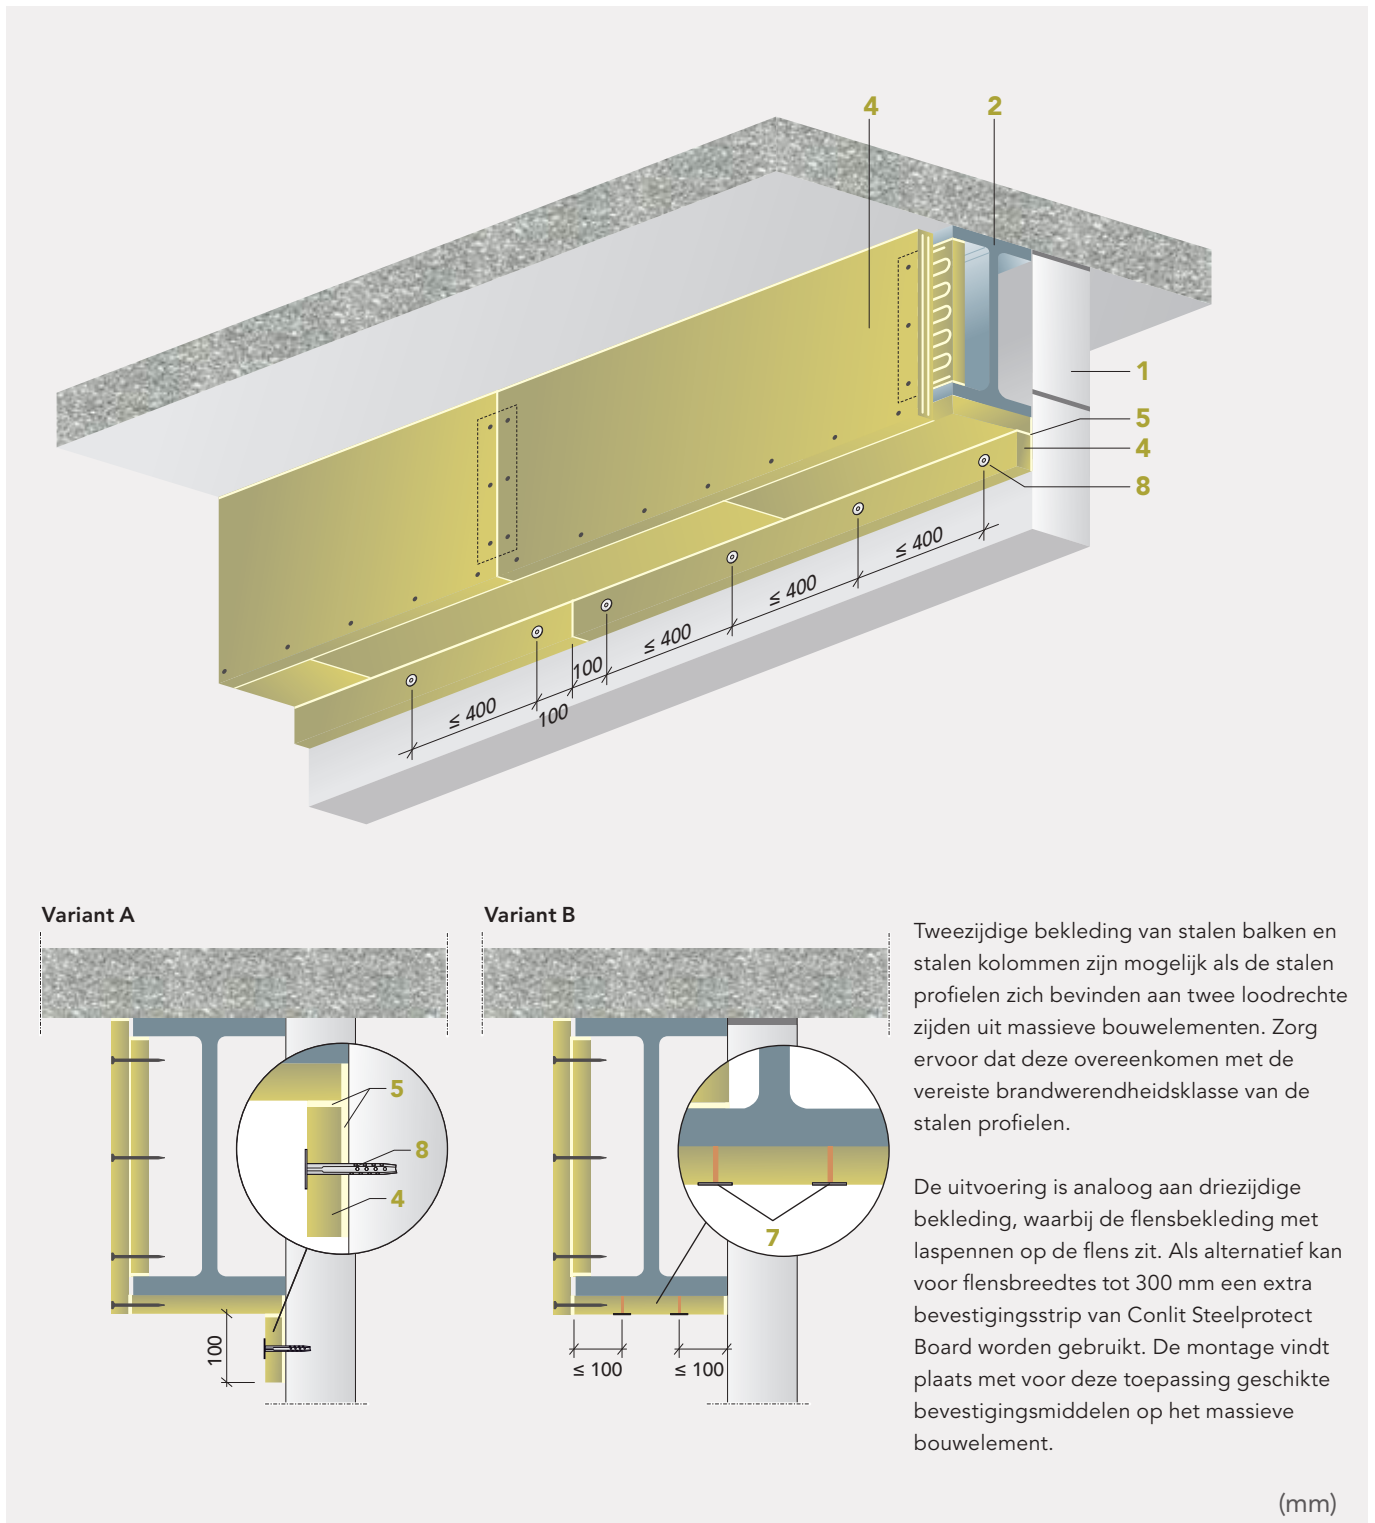 4
2
1
5
4
8
≤ 400
≤ 400
≤ 400
100
≤ 400
100
Variant A
5
8
4
100
Variant B
7
≤ 100
≤ 100
Tweezijdige bekleding van stalen balken en
stalen kolommen zijn mogelijk als de stalen
profielen zich bevinden aan twee loodrechte
zijden uit massieve bouwelementen. Zorg
ervoor dat deze overeenkomen met de
vereiste brandwerendheidsklasse van de
stalen profielen.
De uitvoering is analoog aan driezijdige
bekleding, waarbij de flensbekleding met
laspennen op de flens zit. Als alternatief kan
voor flensbreedtes tot 300 mm een extra
bevestigingsstrip van Conlit Steelprotect
Board worden gebruikt. De montage vindt
plaats met voor deze toepassing geschikte
bevestigingsmiddelen op het massieve
bouwelement.
(mm)